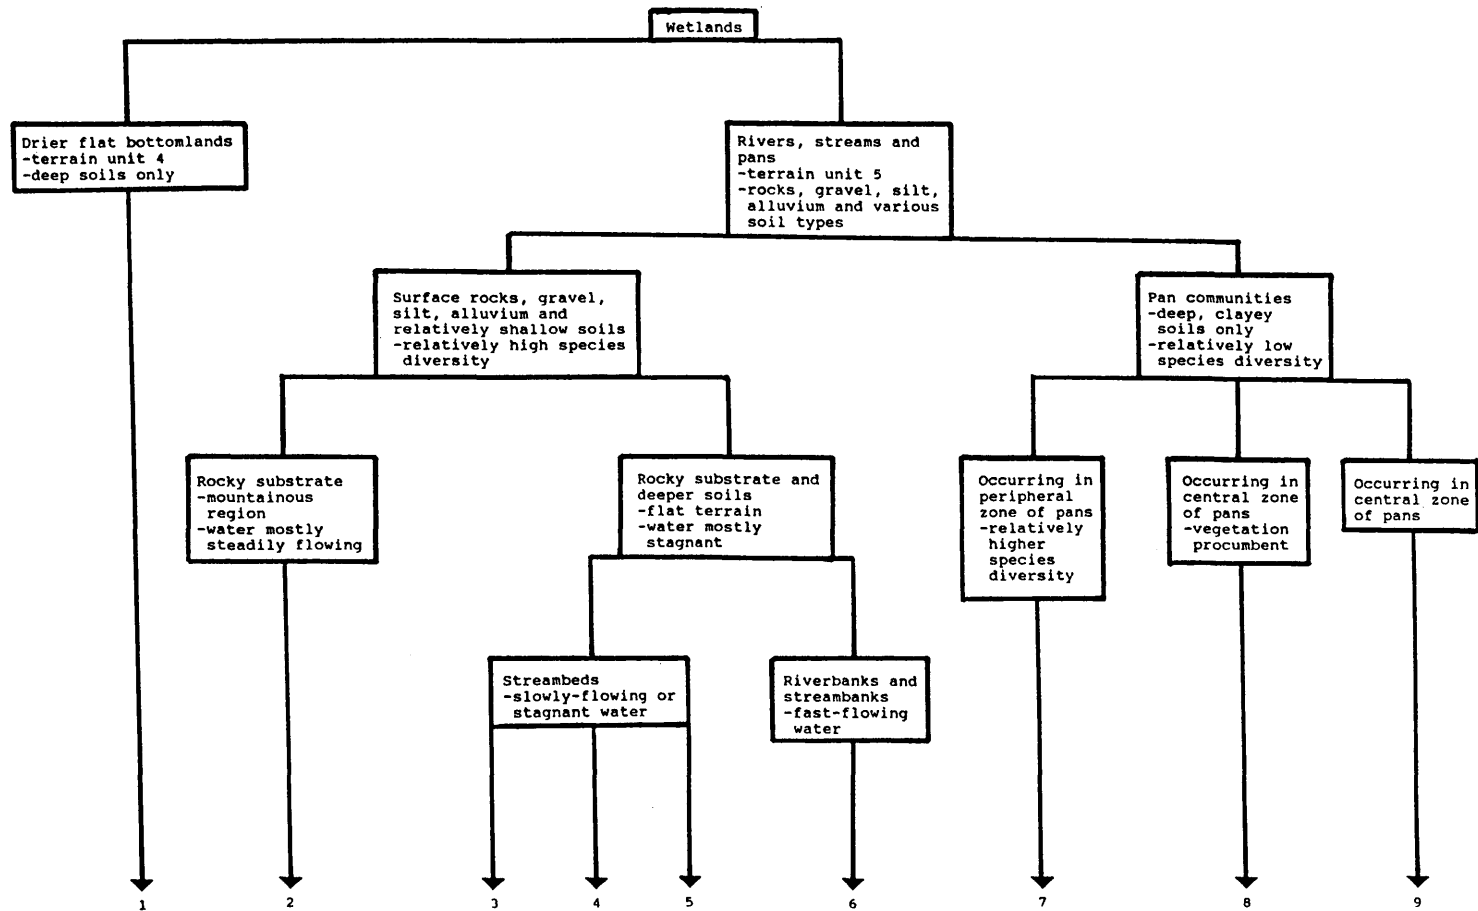 Wetlands
Drier flat bottomlands
-terrain unit 4
-deep soils only
Rivers, streams and
pans
-terrain unit 5
-rocks, gravel, silt,
alluvium and various
soil types
Surface rocks, gravel,
silt, alluvium and
relatively shallow soils
-relatively high species
diversity
Pan communities
-deep, clayey
soils only
-relatively low
species diversity
Rocky substrate
-mountainous
region
-water mostly
steadily flowing
Rocky substrate and
deeper soils
-flat terrain
-water mostly
stagnant
Occurring in
peripheral
zone of pans
-relatively
higher
species
diversity
Occurring in
central zone
of pans
-vegetation
procumbent
Occurring in
central zone
of pans
Streambeds
-slowly-flowing or
stagnant water
Riverbanks and
streambanks
-fast-flowing
water
1 2 3 4 5 6 7 8 9